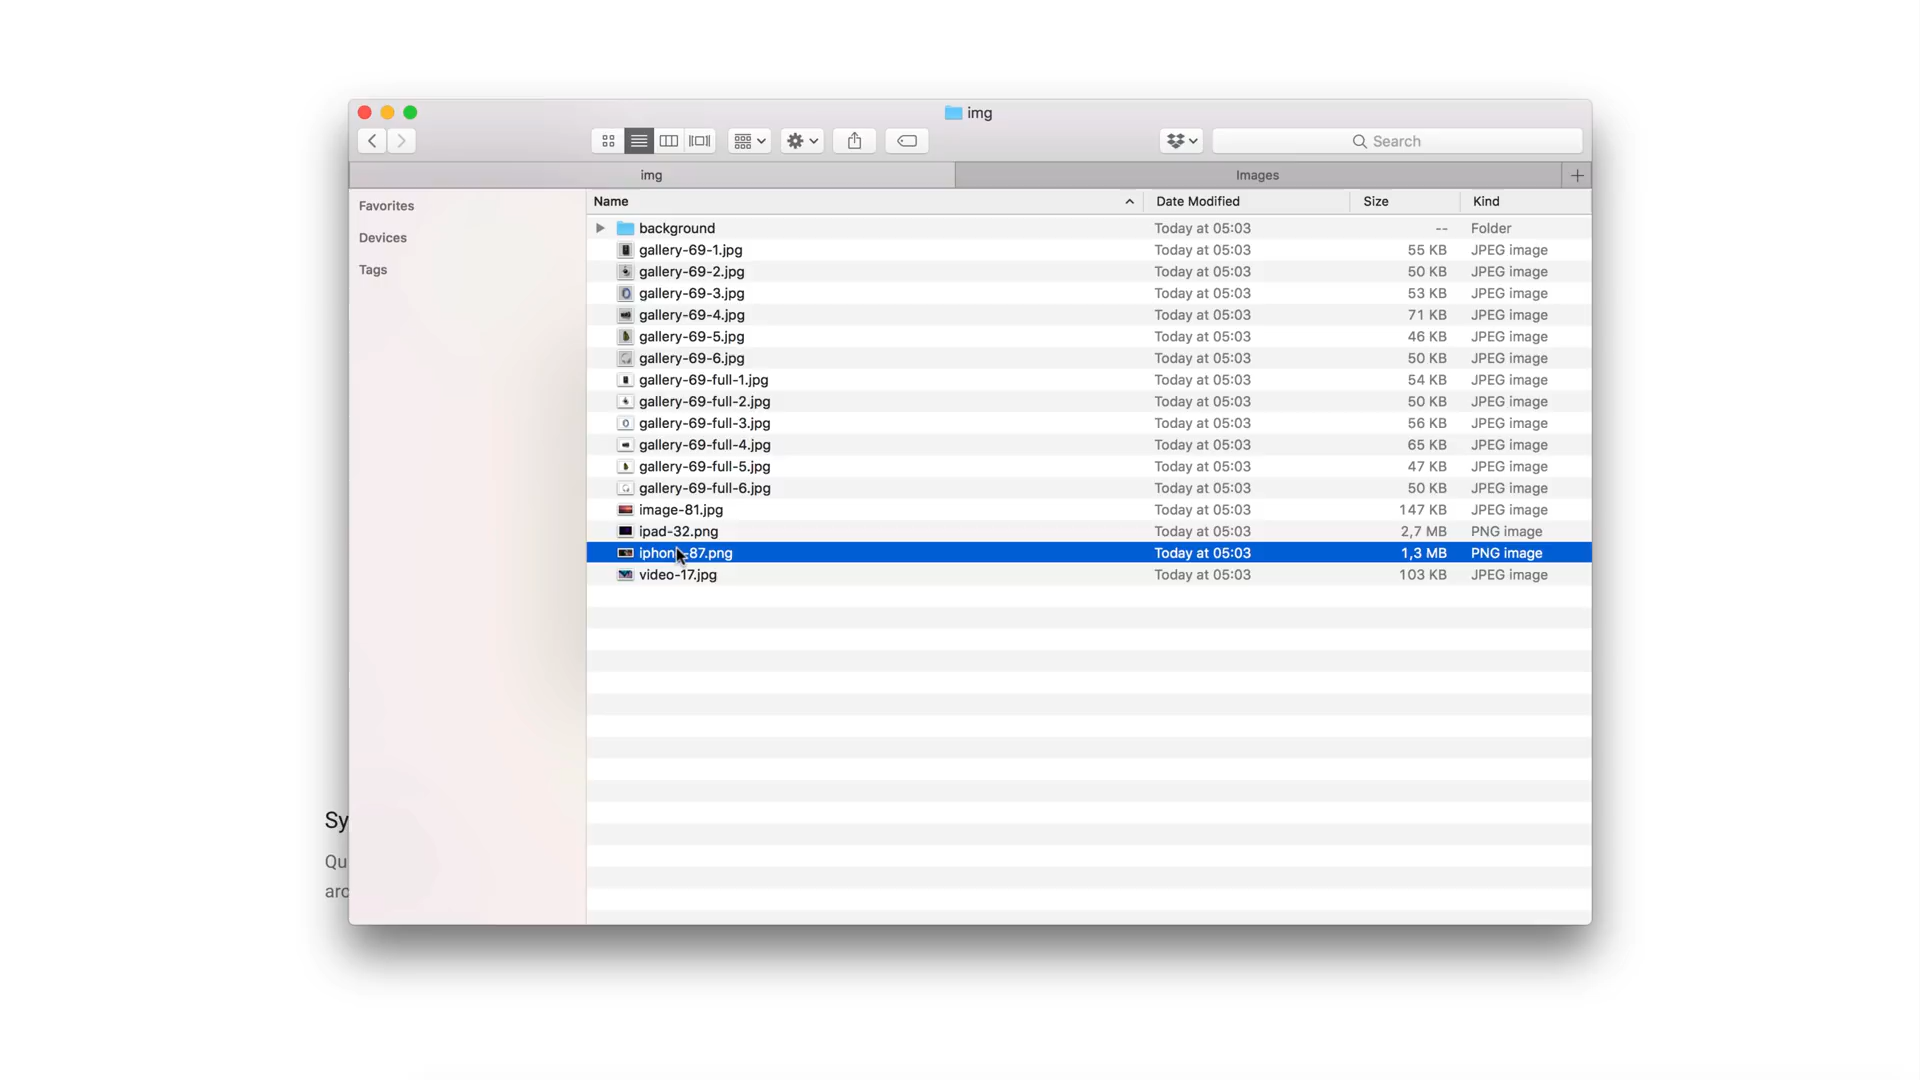 img
Search
img
Images
Favorites
Devices
Tags
Name Date Modified Size Kind
background Today at 05:03 -- Folder
gallery-69-1.jpg Today at 05:03 55 KB JPEG image
gallery-69-2.jpg Today at 05:03 50 KB JPEG image
gallery-69-3.jpg Today at 05:03 53 KB JPEG image
gallery-69-4.jpg Today at 05:03 71 KB JPEG image
gallery-69-5.jpg Today at 05:03 46 KB JPEG image
gallery-69-6.jpg Today at 05:03 50 KB JPEG image
gallery-69-full-1.jpg Today at 05:03 54 KB JPEG image
gallery-69-full-2.jpg Today at 05:03 50 KB JPEG image
gallery-69-full-3.jpg Today at 05:03 56 KB JPEG image
gallery-69-full-4.jpg Today at 05:03 65 KB JPEG image
gallery-69-full-5.jpg Today at 05:03 47 KB JPEG image
gallery-69-full-6.jpg Today at 05:03 50 KB JPEG image
image-81.jpg Today at 05:03 147 KB JPEG image
ipad-32.png Today at 05:03 2,7 MB PNG image
iphone-87.png Today at 05:03 1,3 MB PNG image
video-17.jpg Today at 05:03 103 KB JPEG image
Sy
Qu
arc